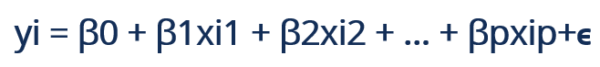 yi = β0 + β1xi1 + β2xi2 + ... + βpxip+ϵ